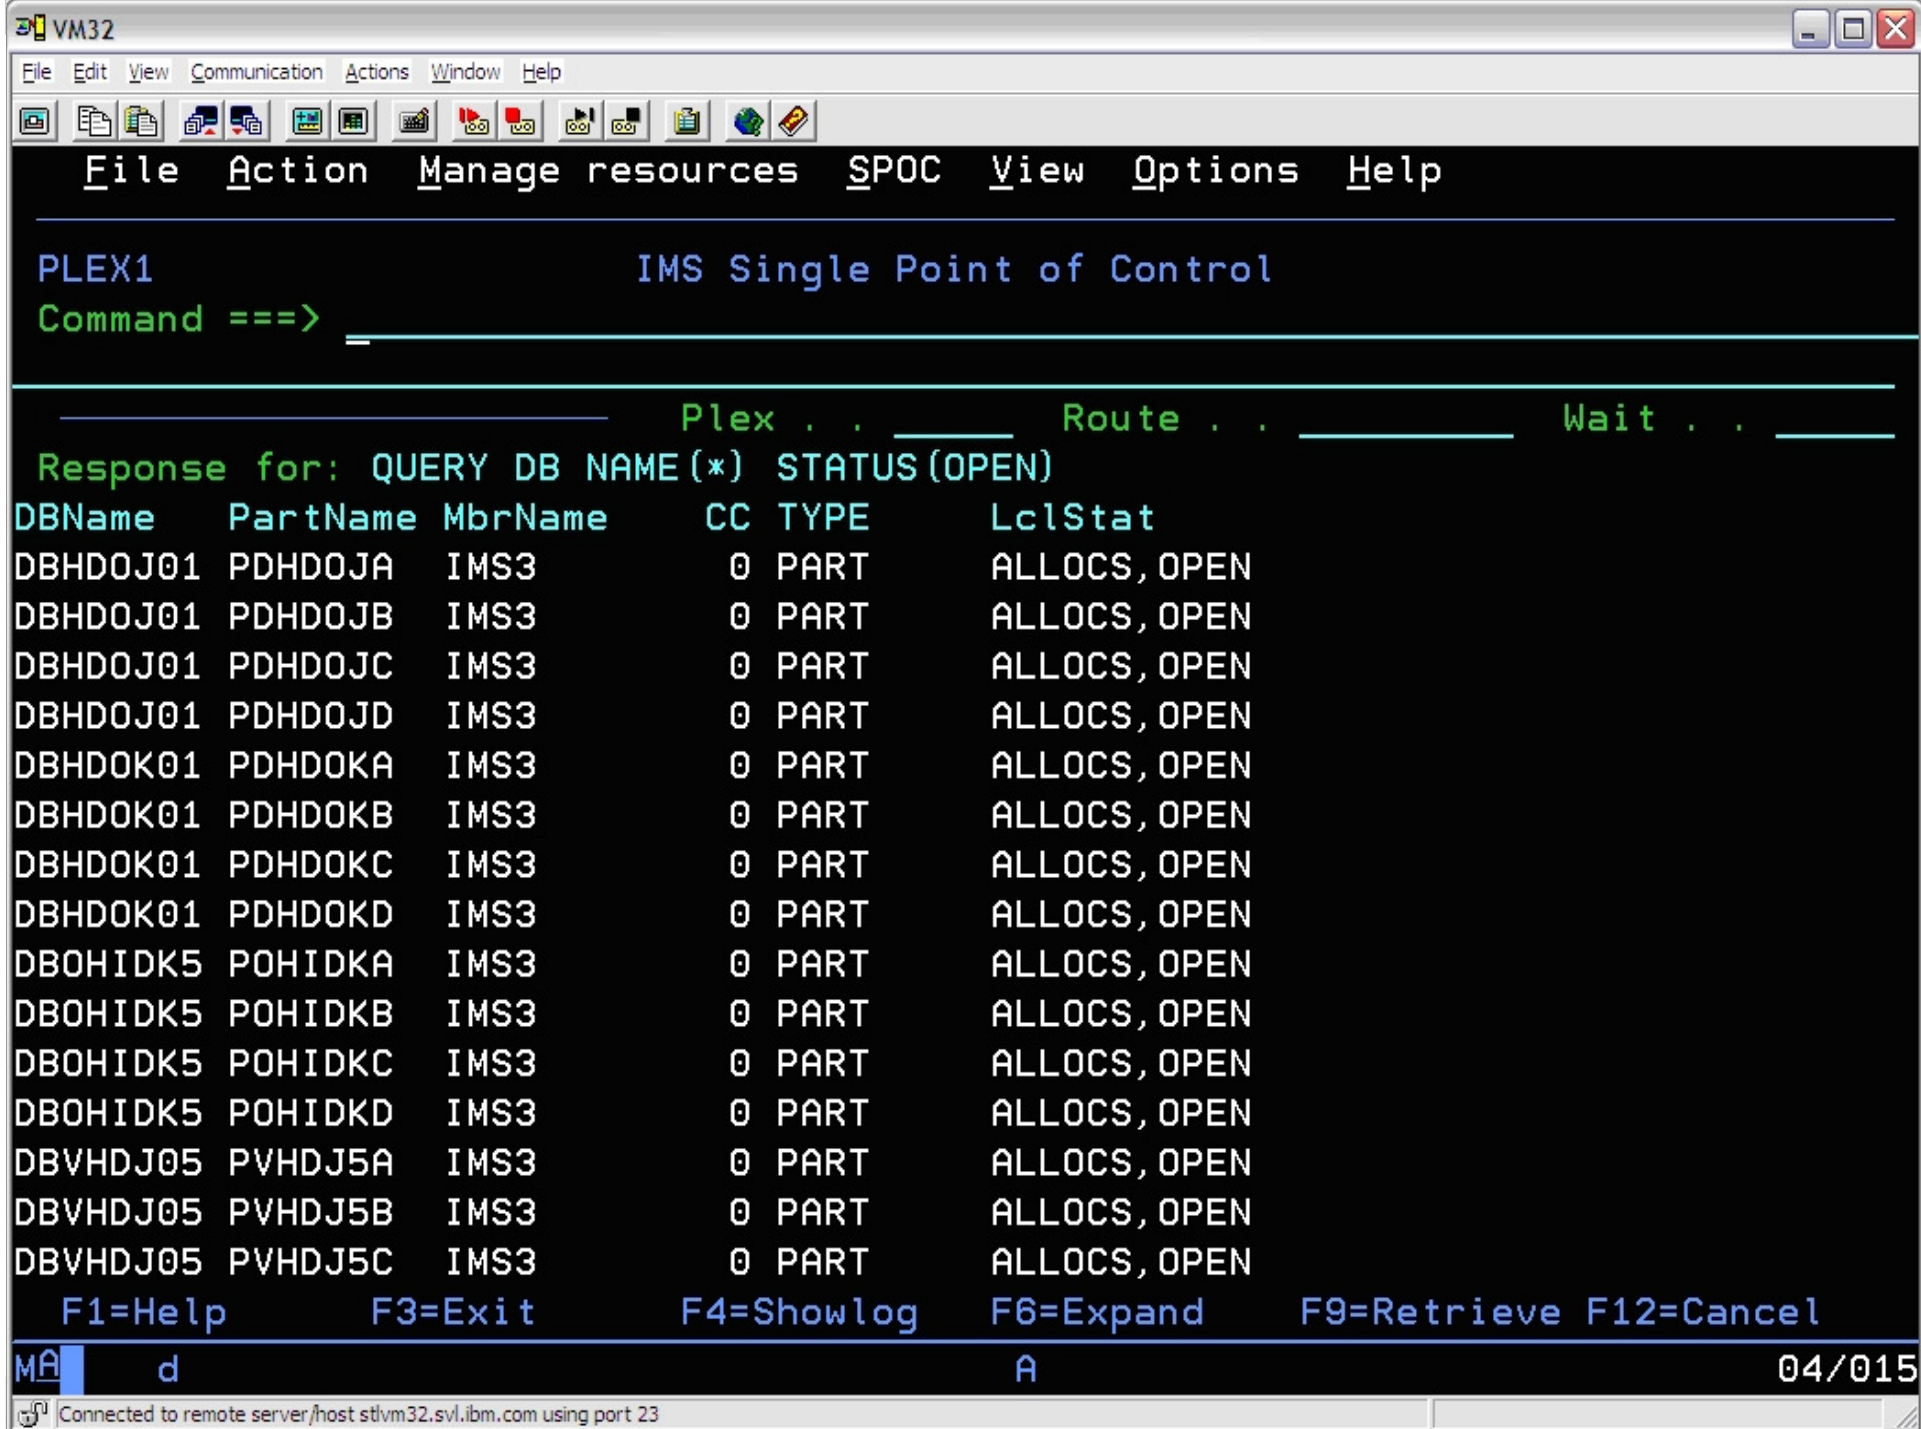 VM32
File Edit View Communication Actions Window Help
File Action Manage resources SPOC View Options Help
PLEX1 IMS Single Point of Control
Command ===>
Plex . . Route . . Wait . .
Response for: QUERY DB NAME(*) STATUS(OPEN)
DBName PartName MbrName CC TYPE LclStat
DBHDOJ01 PDHDOJA IMS3 0 PART ALLOCS,OPEN
DBHDOJ01 PDHDOJB IMS3 0 PART ALLOCS,OPEN
DBHDOJ01 PDHDOJC IMS3 0 PART ALLOCS,OPEN
DBHDOJ01 PDHDOJD IMS3 0 PART ALLOCS,OPEN
DBHDOK01 PDHDOKA IMS3 0 PART ALLOCS,OPEN
DBHDOK01 PDHDOKB IMS3 0 PART ALLOCS,OPEN
DBHDOK01 PDHDOKC IMS3 0 PART ALLOCS,OPEN
DBHDOK01 PDHDOKD IMS3 0 PART ALLOCS,OPEN
DBOHIDK5 POHIDKA IMS3 0 PART ALLOCS,OPEN
DBOHIDK5 POHIDKB IMS3 0 PART ALLOCS,OPEN
DBOHIDK5 POHIDKC IMS3 0 PART ALLOCS,OPEN
DBOHIDK5 POHIDKD IMS3 0 PART ALLOCS,OPEN
DBVHDJ05 PVHDJ5A IMS3 0 PART ALLOCS,OPEN
DBVHDJ05 PVHDJ5B IMS3 0 PART ALLOCS,OPEN
DBVHDJ05 PVHDJ5C IMS3 0 PART ALLOCS,OPEN
F1=Help F3=Exit F4=Showlog F6=Expand F9=Retrieve F12=Cancel
MA d A 04/015
Connected to remote server/host stlvm32.svl.ibm.com using port 23